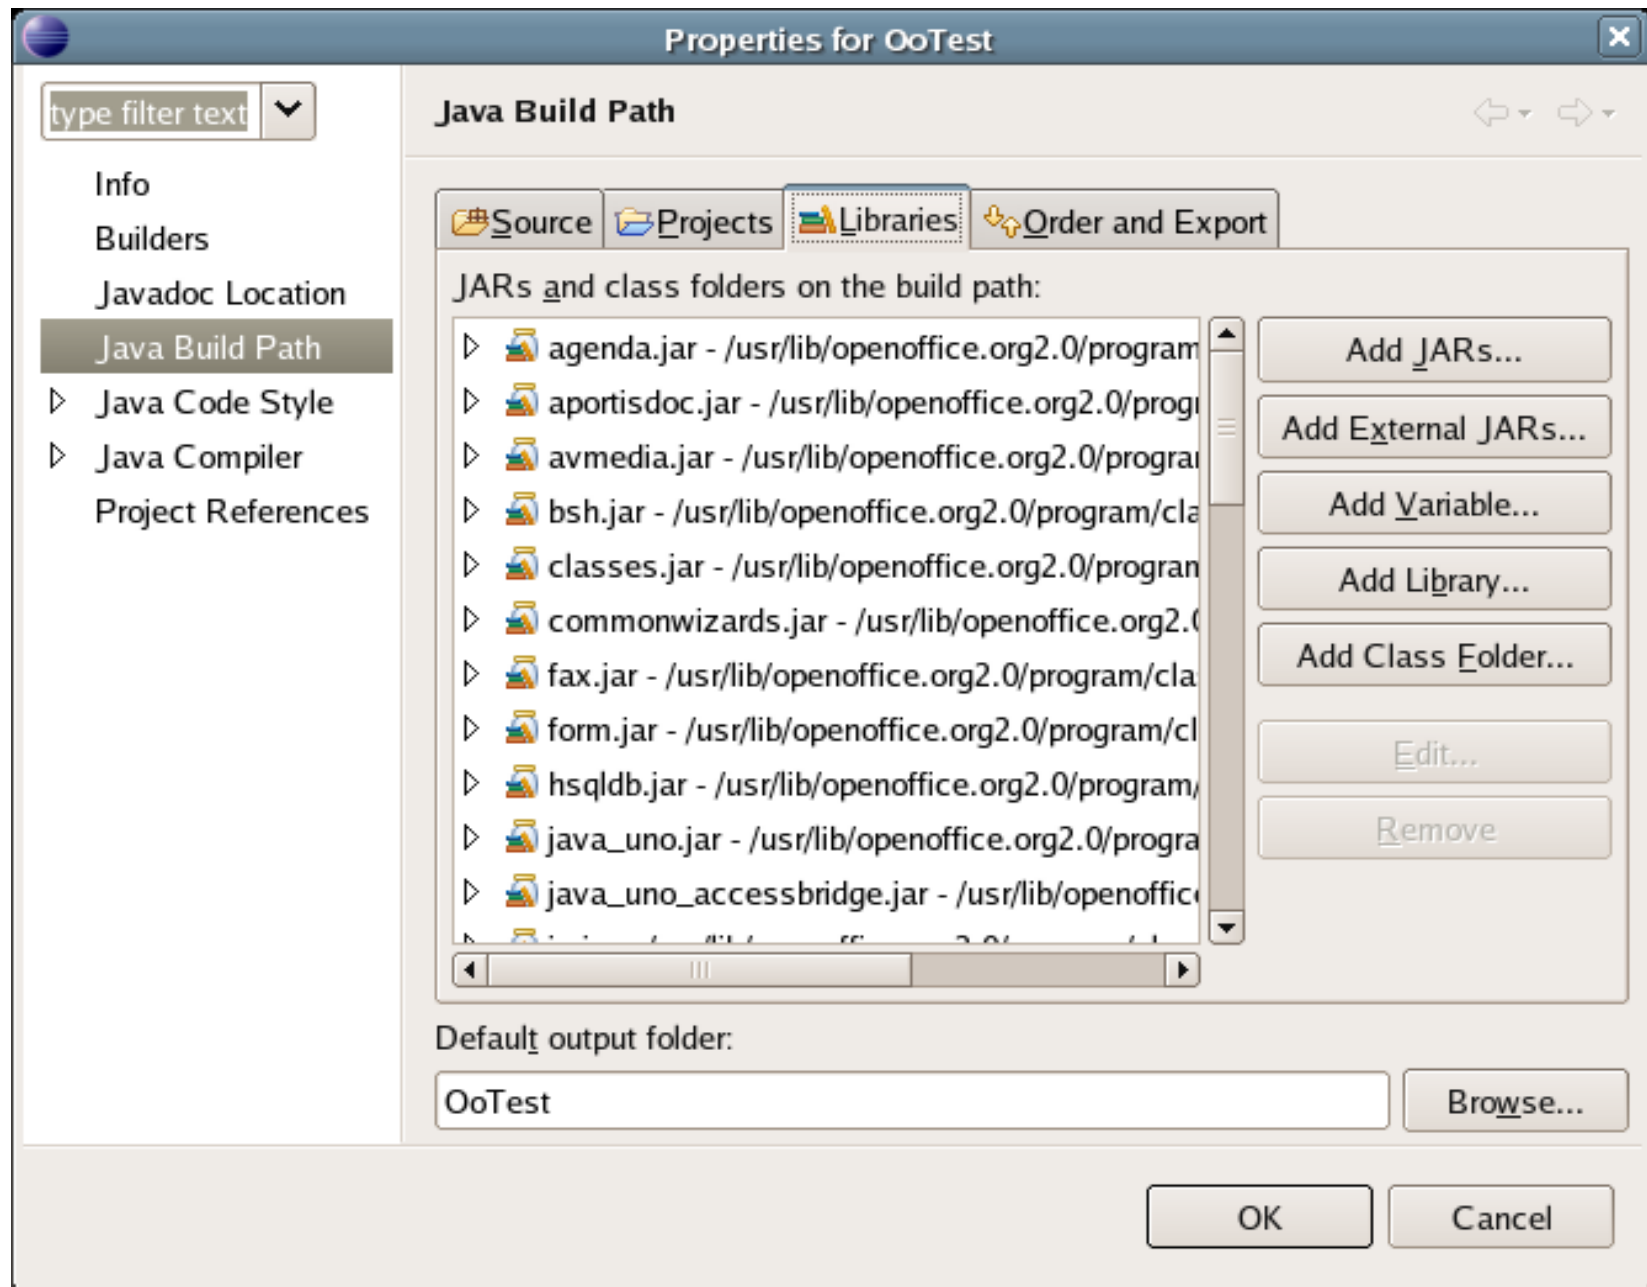 Properties for OoTest
type filter text
Info
Builders
Javadoc Location
Java Build Path
Java Code Style
Java Compiler
Project References
Java Build Path
Source Projects Libraries Order and Export
JARs and class folders on the build path:
agenda.jar - /usr/lib/openoffice.org2.0/program
aportisdoc.jar - /usr/lib/openoffice.org2.0/progr
avmedia.jar - /usr/lib/openoffice.org2.0/progra
bsh.jar - /usr/lib/openoffice.org2.0/program/cla
classes.jar - /usr/lib/openoffice.org2.0/program
commonwizards.jar - /usr/lib/openoffice.org2.0
fax.jar - /usr/lib/openoffice.org2.0/program/cla
form.jar - /usr/lib/openoffice.org2.0/program/cl
hsqldb.jar - /usr/lib/openoffice.org2.0/program/
java_uno.jar - /usr/lib/openoffice.org2.0/progra
java_uno_accessbridge.jar - /usr/lib/openoffice
Add JARs...
Add External JARs...
Add Variable...
Add Library...
Add Class Folder...
Edit...
Remove
Default output folder:
OoTest
Browse...
OK Cancel